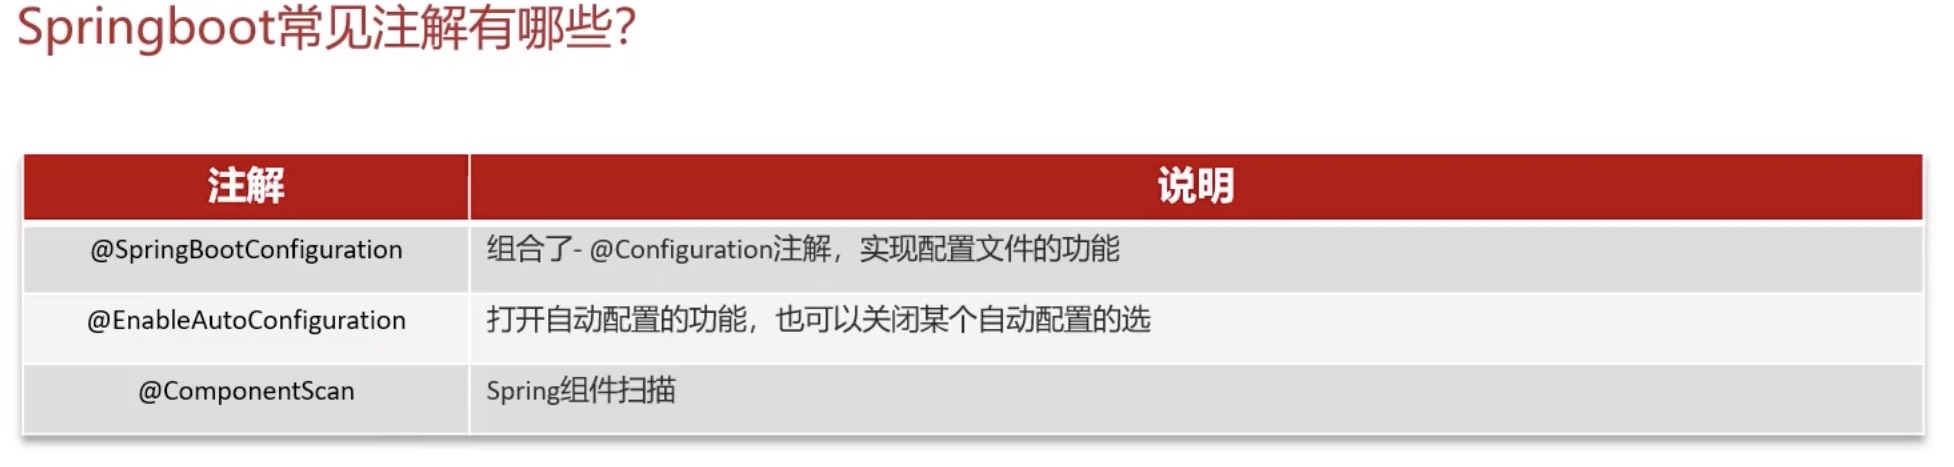 Springboot常见注解有哪些？
注解 说明
@SpringBootConfiguration 组合了- @Configuration注解，实现配置文件的功能
@EnableAutoConfiguration 打开自动配置的功能，也可以关闭某个自动配置的选
@ComponentScan Spring组件扫描